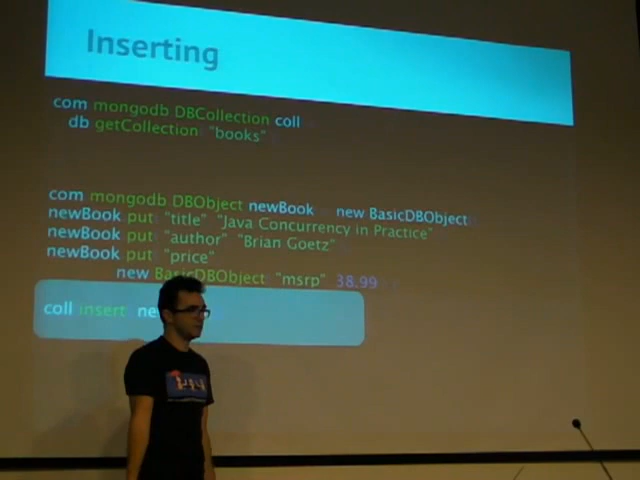 Inserting
com mongodb DBCollection coll
db getCollection "books"
com mongodb DBObject newBook new BasicDBObject
newBook put "title" "Java Concurrency in Practice"
newBook put "author" "Brian Goetz"
newBook put "price"
new BasicDBObject "msrp" 38.99
coll insert ne